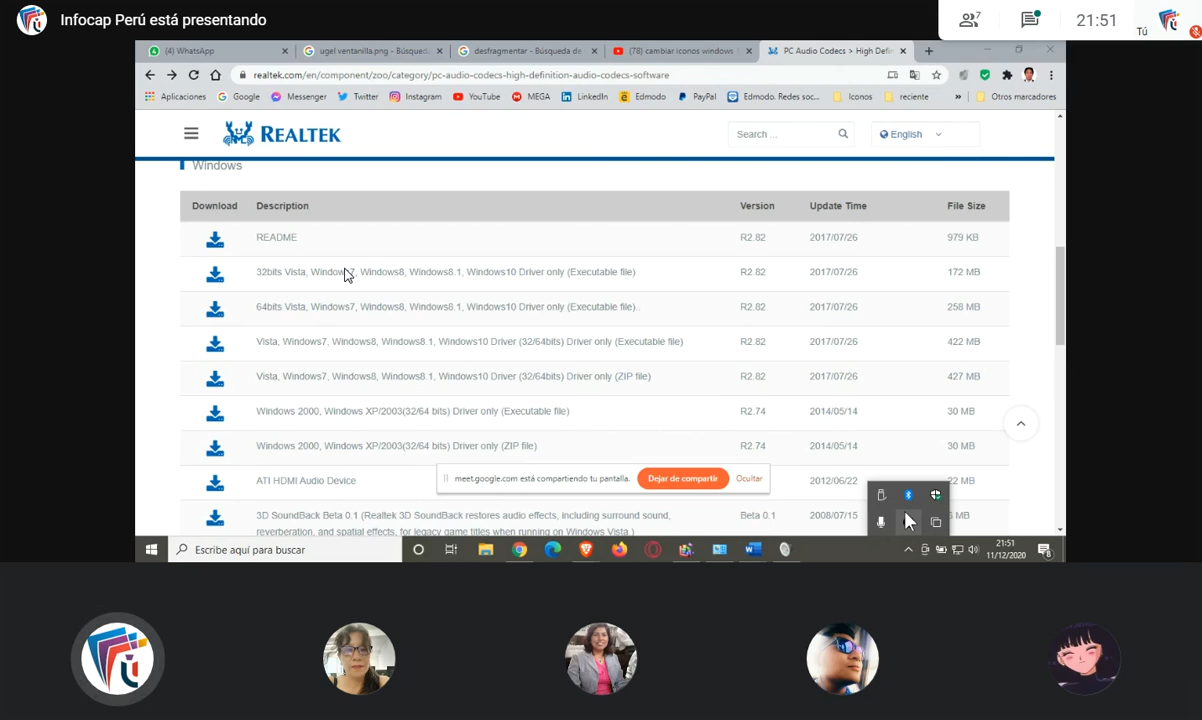 Infocap Perú está presentando
7
21:51
Tú
(4) WhatsApp
ugel ventanilla.png - Búsqued
desfragmentar - Búsqueda de
(78) cambiar iconos windows
PC Audio Codecs > High Defi
realtek.com/en/component/zoo/category/pc-audio-codecs-high-definition-audio-codecs-software
Aplicaciones Google Messenger Twitter Instagram YouTube MEGA LinkedIn Edmodo PayPal Edmodo. Redes soc... Iconos reciente » Otros marcadores
REALTEK
Search ...
English
Windows
Download Description Version Update Time File Size
README R2.82 2017/07/26 979 KB
32bits Vista, Windows7, Windows8, Windows8.1, Windows10 Driver only (Executable file) R2.82 2017/07/26 172 MB
64bits Vista, Windows7, Windows8, Windows8.1, Windows10 Driver only (Executable file).. R2.82 2017/07/26 258 MB
Vista, Windows7, Windows8, Windows8.1, Windows10 Driver (32/64bits) Driver only (Executable file) R2.82 2017/07/26 422 MB
Vista, Windows7, Windows8, Windows8.1, Windows10 Driver (32/64bits) Driver only (ZIP file) R2.82 2017/07/26 427 MB
Windows 2000, Windows XP/2003(32/64 bits) Driver only (Executable file) R2.74 2014/05/14 30 MB
Windows 2000, Windows XP/2003(32/64 bits) Driver only (ZIP file) R2.74 2014/05/14 30 MB
meet.google.com está compartiendo tu pantalla. Dejar de compartir Ocultar
ATI HDMI Audio Device 2012/06/22 22 MB
3D SoundBack Beta 0.1 (Realtek 3D SoundBack restores audio effects, including surround sound, Beta 0.1 2008/07/15 MB
reverberation, and spatial effects, for legacy game titles when running on Windows Vista.)
Escribe aquí para buscar
21:51
11/12/2020
8